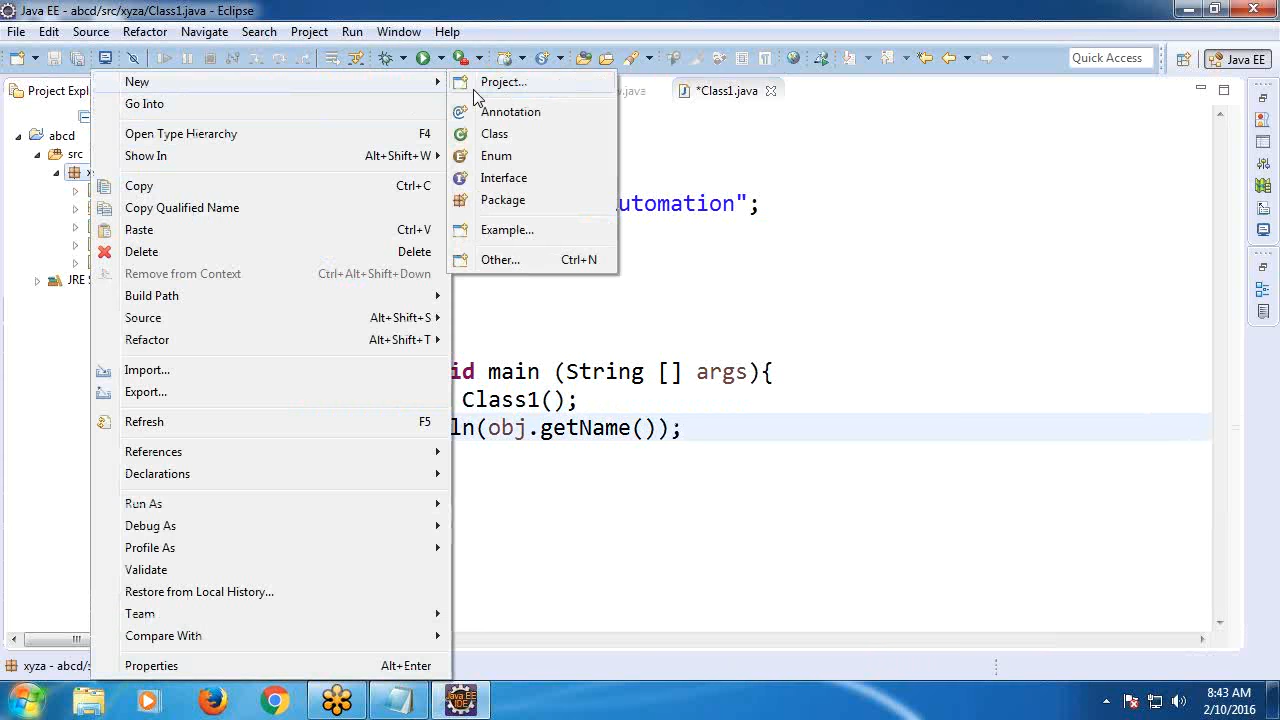 Java EE - abcd/src/xyza/Class1.java - Eclipse
File Edit Source Refactor Navigate Search Project Run Window Help
Quick Access
Java EE
Project Expl
*Class1.java
abcd
src
JRE S
New
Go Into
Open Type Hierarchy F4
Show In Alt+Shift+W
Copy Ctrl+C
Copy Qualified Name
Paste Ctrl+V
Delete Delete
Remove from Context Ctrl+Alt+Shift+Down
Build Path
Source Alt+Shift+S
Refactor Alt+Shift+T
Import...
Export...
Refresh F5
References
Declarations
Run As
Debug As
Profile As
Validate
Restore from Local History...
Team
Compare With
Properties Alt+Enter
Project...
Annotation
Class
Enum
Interface
Package
Example...
Other... Ctrl+N
utomation";
id main (String [] args){
Class1();
ln(obj.getName());
xyza - abcd/s
Java EE
IDE
8:43 AM
2/10/2016